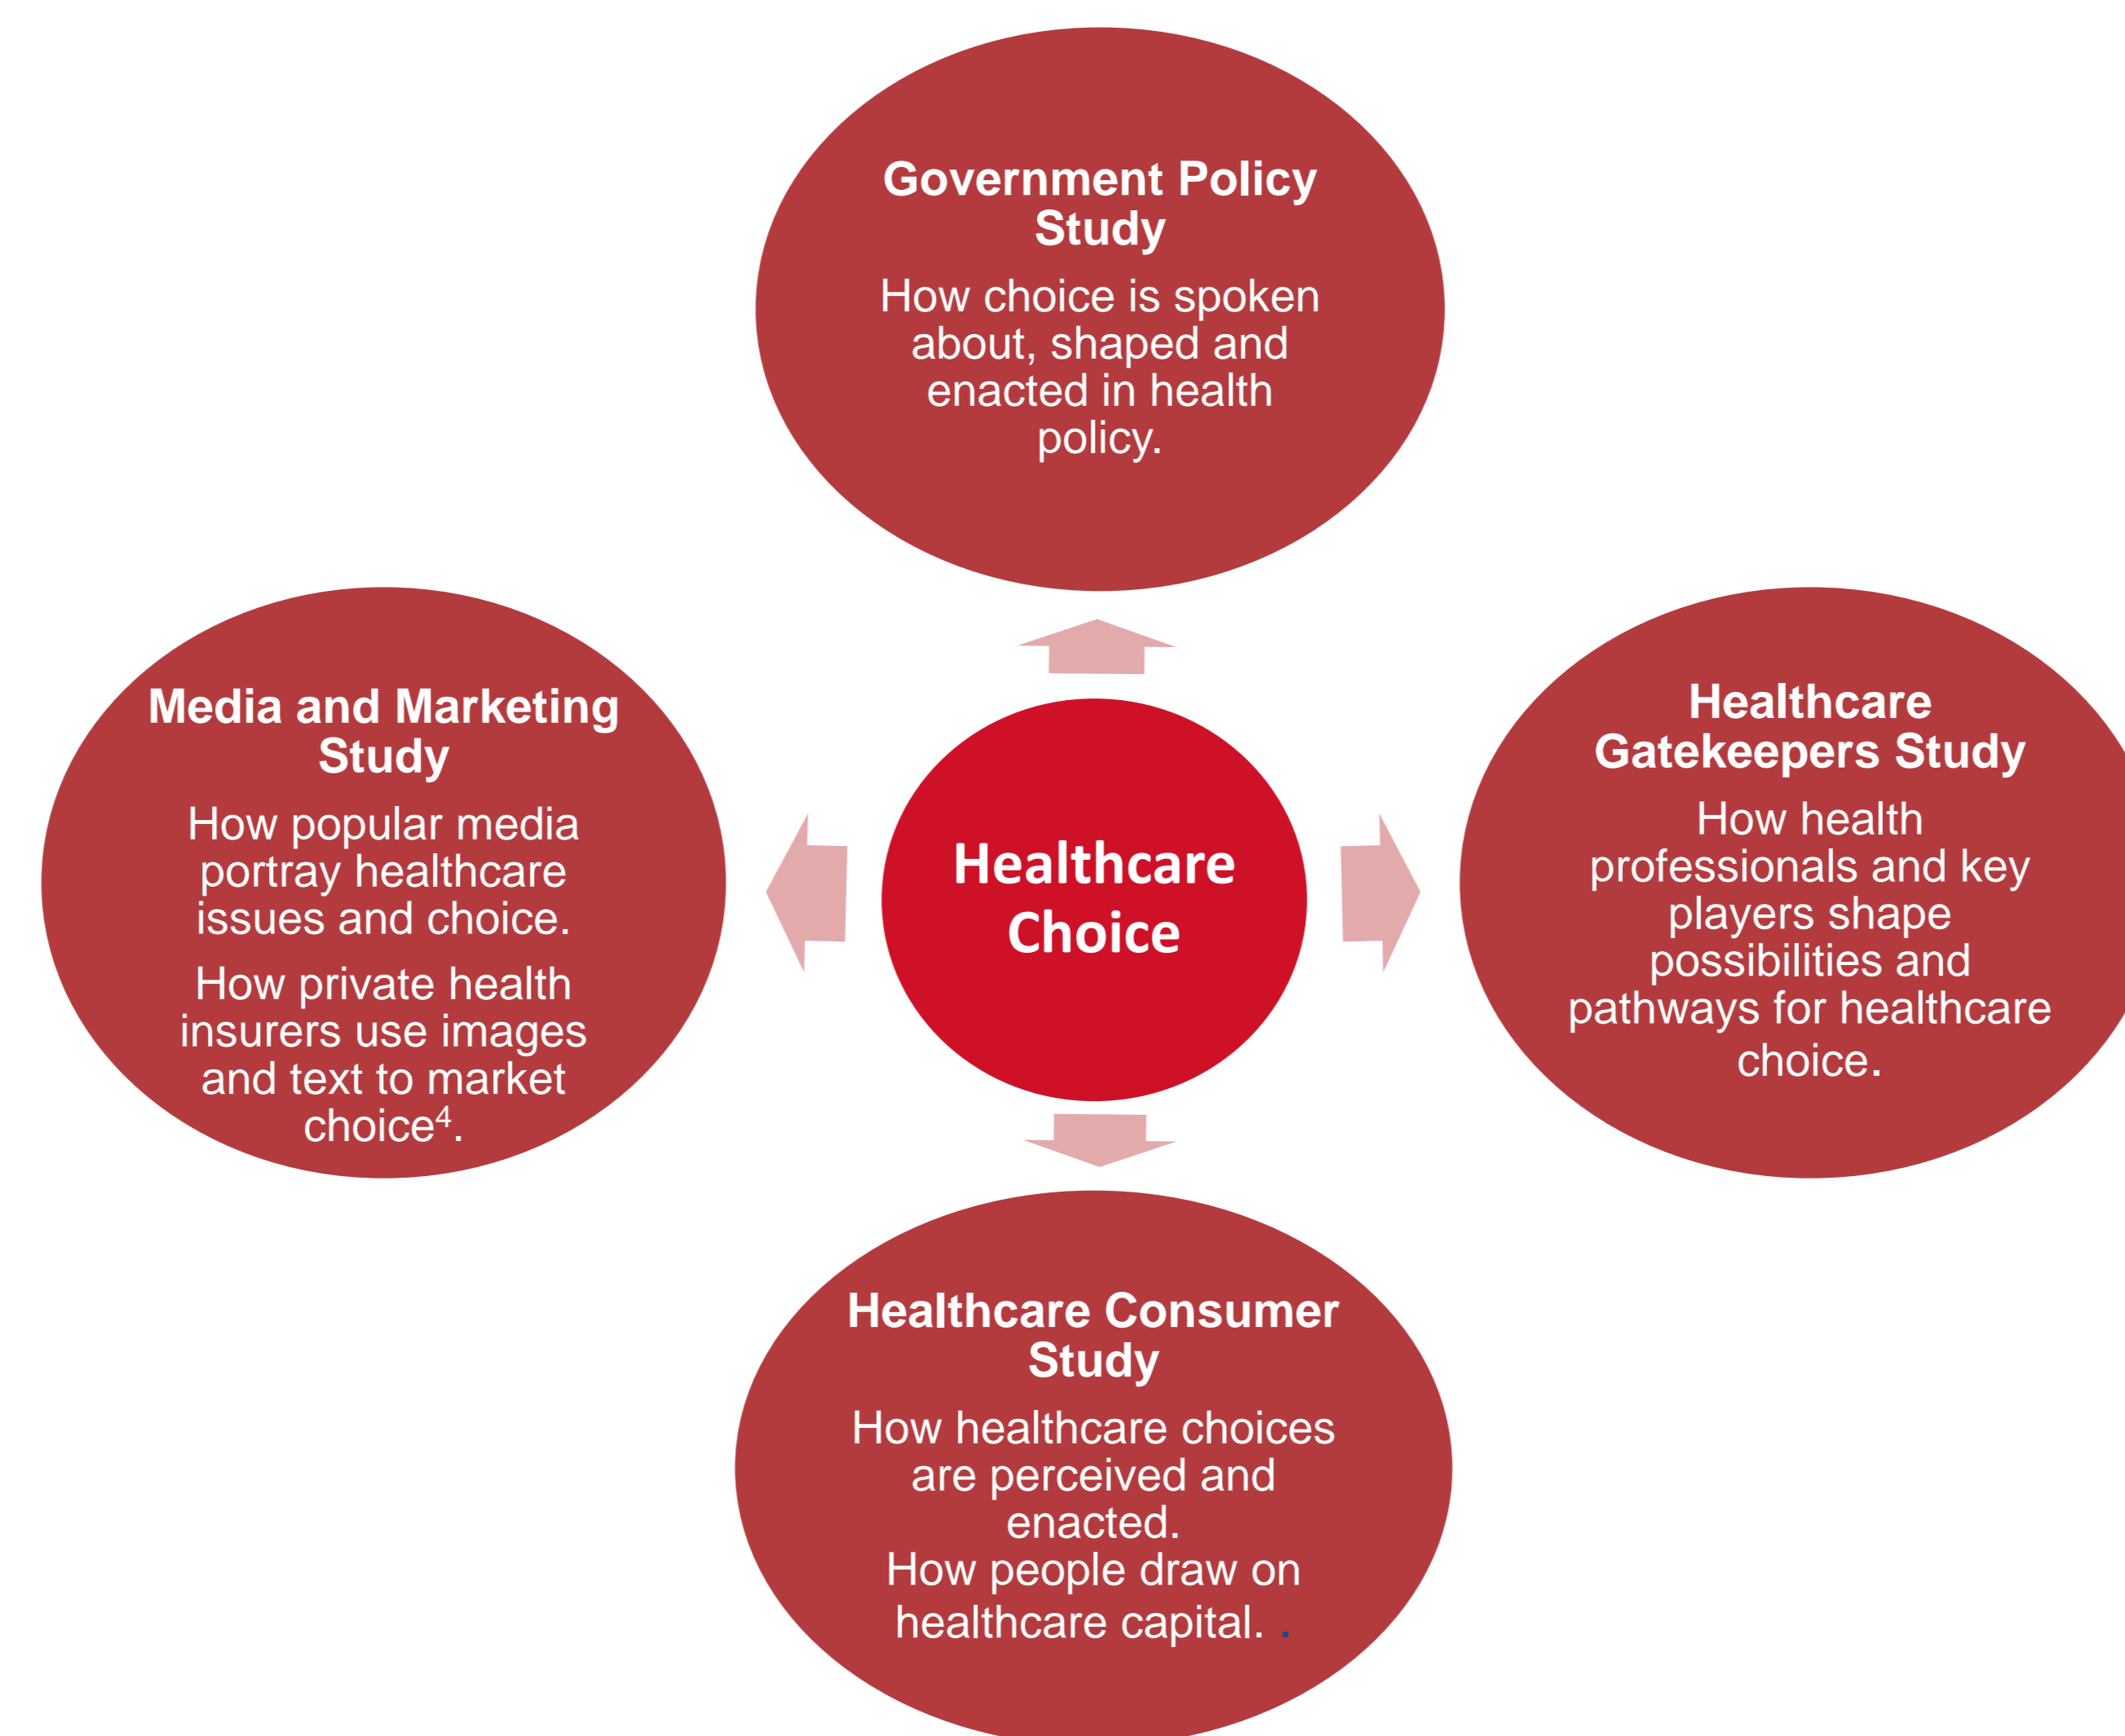 Government Policy
Study
How choice is spoken
about, shaped and
enacted in health
policy.
Media and Marketing
Study
How popular media
portray healthcare
issues and choice.
How private health
insurers use images
and text to market
choice⁴.
Healthcare
Choice
Healthcare
Gatekeepers Study
How health
professionals and key
players shape
possibilities and
pathways for healthcare
choice.
Healthcare Consumer
Study
How healthcare choices
are perceived and
enacted.
How people draw on
healthcare capital. .